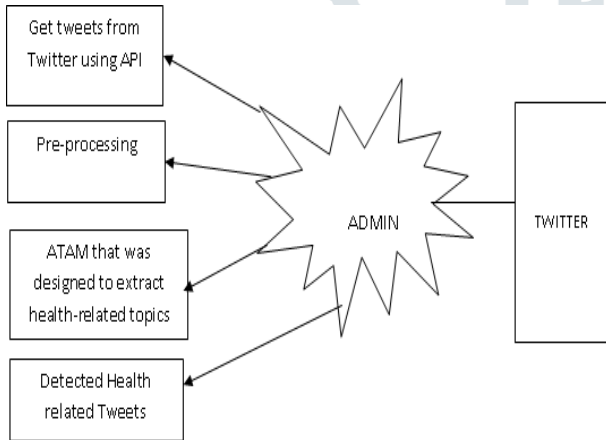 Get tweets from
Twitter using API
Pre-processing
ATAM that was
designed to extract
health-related topics
Detected Health
related Tweets
ADMIN
TWITTER